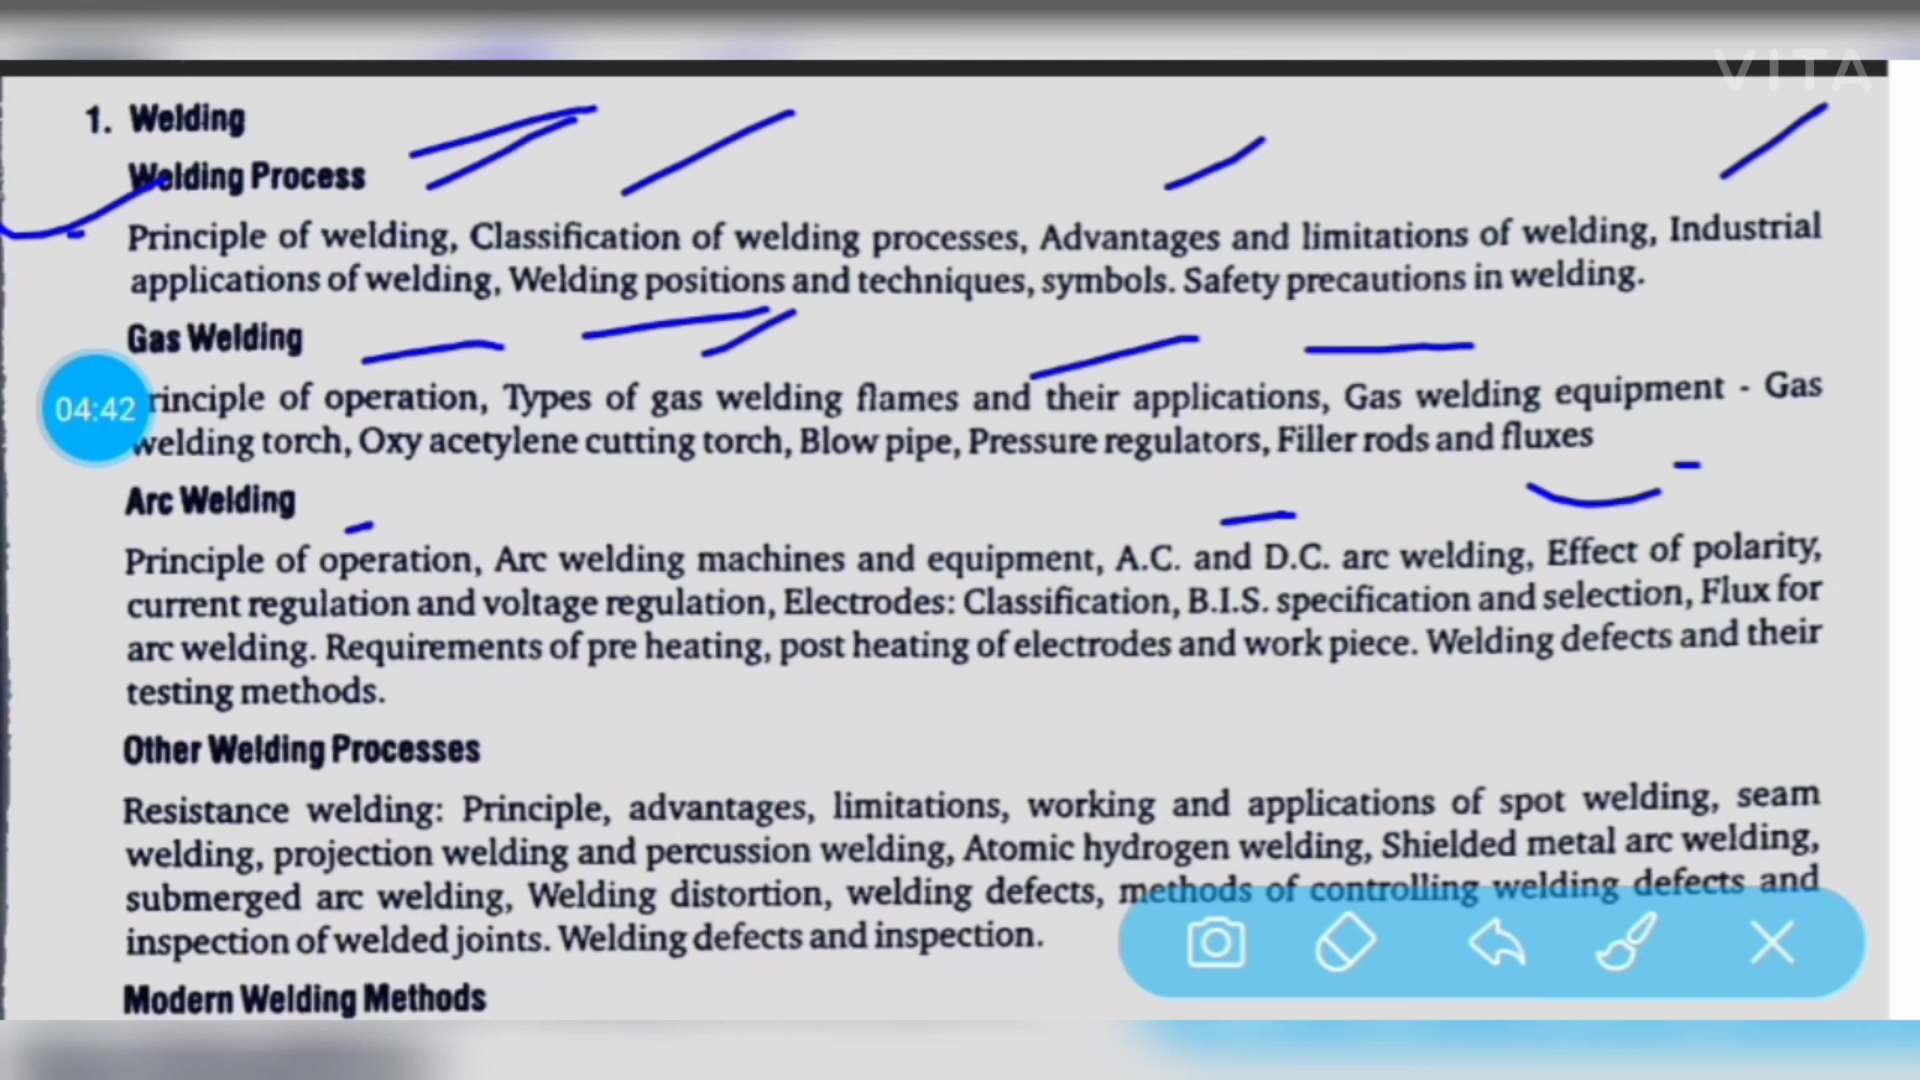 VITA
1. Welding
Welding Process
Principle of welding, Classification of welding processes, Advantages and limitations of welding, Industrial
applications of welding, Welding positions and techniques, symbols. Safety precautions in welding.
Gas Welding
rinciple of operation, Types of gas welding flames and their applications, Gas welding equipment - Gas
04:42
welding torch, Oxy acetylene cutting torch, Blow pipe, Pressure regulators, Filler rods and fluxes
Arc Welding
Principle of operation, Arc welding machines and equipment, A.C. and D.C. arc welding, Effect of polarity,
current regulation and voltage regulation, Electrodes: Classification, B.I.S. specification and selection, Flux for
arc welding. Requirements of pre heating, post heating of electrodes and work piece. Welding defects and their
testing methods.
Other Welding Processes
Resistance welding: Principle, advantages, limitations, working and applications of spot welding, seam
welding, projection welding and percussion welding, Atomic hydrogen welding, Shielded metal arc welding,
submerged arc welding, Welding distortion, welding defects, methods of controlling welding defects and
inspection of welded joints. Welding defects and inspection.
Modern Welding Methods